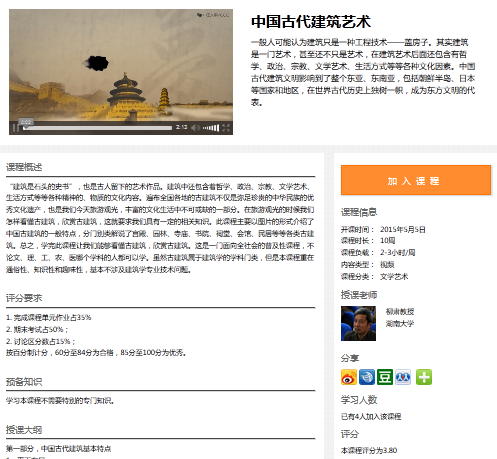 中国古代建筑艺术
一般人可能认为建筑只是一种工程技术——盖房子。其实建筑
是一门艺术，甚至还不只是艺术，在建筑艺术后面还包含有哲
学、政治、宗教、文学艺术、生活方式等等各种文化因素。中国
古代建筑文明影响到了整个东亚、东南亚，包括朝鲜半岛、日本
等国家和地区，在世界古代历史上独树一帜，成为东方文明的代
表。
0:02
2:13
课程概述
“建筑是石头的史书”，也是古人留下的艺术作品。建筑中还包含着哲学、政治、宗教、文学艺术、
生活方式等等各种精神的、物质的文化内容。遍布全国各地的古建筑不仅是弥足珍贵的中华民族的优
秀文化遗产，也是我们今天旅游观光，丰富的文化生活中不可或缺的一部分。在旅游观光的时候我们
怎样看懂古建筑，欣赏古建筑，这就要求我们具有一定的相关知识。此课程主要以图片的形式介绍了
中国古建筑的一般特点，分门别类解说了宫殿、园林、寺庙、书院、祠堂、会馆、民居等等各类古建
筑。总之，学完此课程让我们能够看懂古建筑，欣赏古建筑。这是一门面向全社会的普及性课程，不
论文、理、工、农、医哪个学科的人都可以学。虽然古建筑属于建筑学的学科门类，但是本课程重在
通俗性、知识性和趣味性，基本不涉及建筑学专业技术问题。
评分要求
1. 完成课程单元作业占35%
2. 期末考试占50%；
2. 讨论区分数占15%；
按百分制计分，60分至84分为合格，85分至100分为优秀。
预备知识
学习本课程不需要特别的专门知识。
授课大纲
第一部分，中国古代建筑基本特点
加入课程
课程信息
开课时间： 2015年5月5日
课程时长： 10周
课程负载： 2-3小时/周
内容类型： 视频
课程分类： 文学艺术
授课老师
柳肃教授
湖南大学
分享
豆
学习人数
已有4人加入该课程
评分
本课程评分为3.80